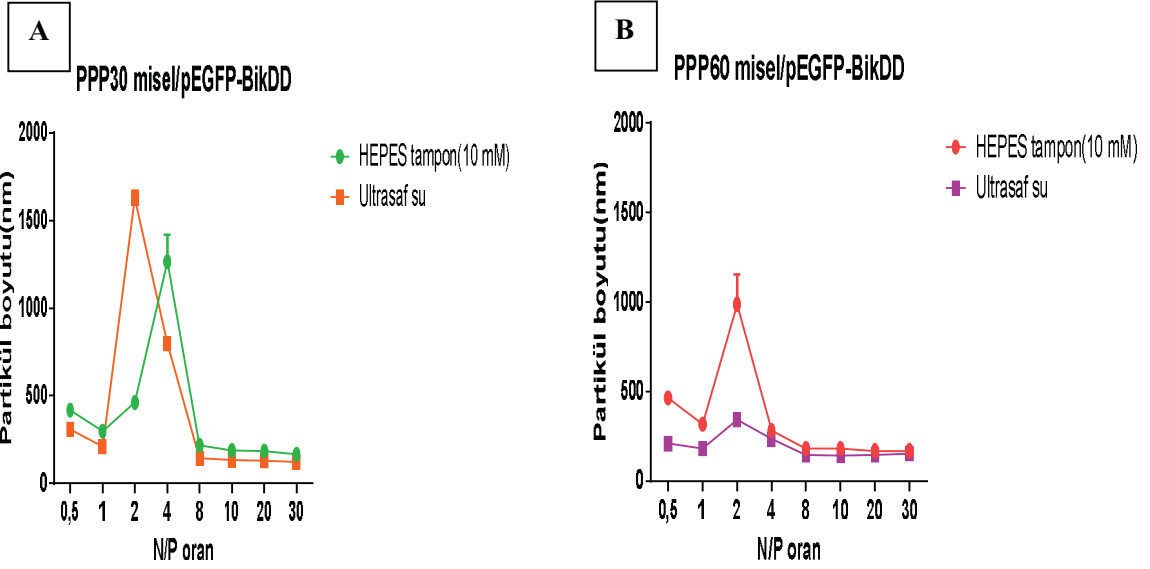 A
PPP30 misel/pEGFP-BikDD
HEPES tampon(10 mM)
Ultrasaf su
Partikül boyutu(nm)
2000
1500
1000
500
0
0,5 1 2 4 8 10 20 30
N/P oran
B
PPP60 misel/pEGFP-BikDD
HEPES tampon(10 mM)
Ultrasaf su
Partikül boyutu(nm)
2000
1500
1000
500
0
0,5 1 2 4 8 10 20 30
N/P oran